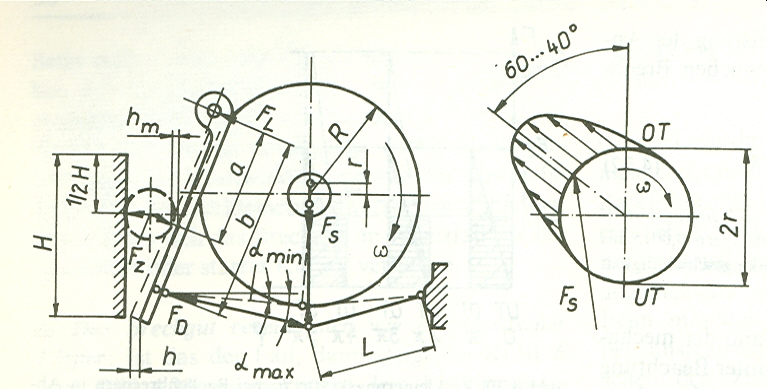 60...40°
h_m
F_L
R
r
a
b
OT
ω
1/2 H
H
F_Z
F_S
ω
2r
α min
F_S
UT
F_D
L
h
α max